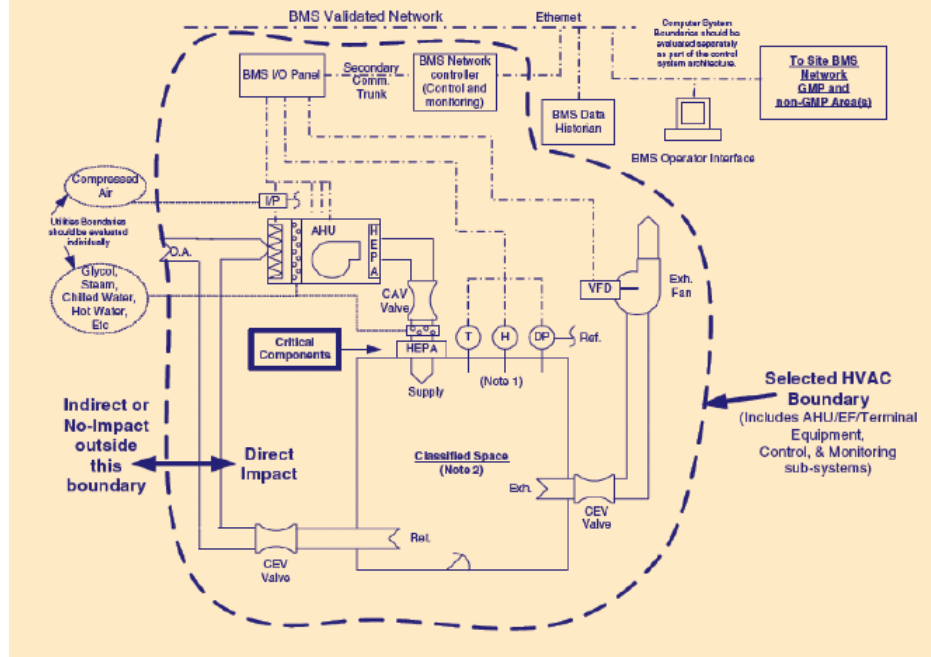 BMS Validated Network
Ethernet
Computer System
Boundaries should be
evaluated separately
as part of the control
system architecture.
To Site BMS
Network
GMP and
non-GMP Area(s)
BMS I/O Panel
Secondary
Comm.
Trunk
BMS Network
controller
(Control and
monitoring)
BMS Data
Historian
BMS Operator Interface
Compressed
Air
I/P
Utilities Boundaries
should be evaluated
individually
O.A.
AHU
HEPA
Glycol,
Steam,
Chilled Water,
Hot Water,
Etc
CAV
Valve
VFD
Exh.
Fan
Critical
Components
HEPA
T
H
DP
Ref.
Supply
(Note 1)
Selected HVAC
Boundary
(Includes AHU/EF/Terminal
Equipment,
Control, & Monitoring
sub-systems)
Indirect or
No-Impact
outside
this
boundary
Direct
Impact
Classified Space
(Note 2)
Exh.
CEV
Valve
Ret.
CEV
Valve